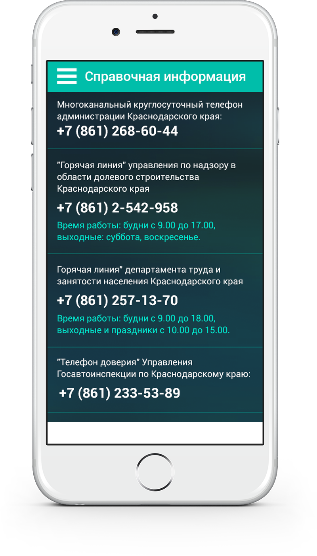 Справочная информация
Многоканальный круглосуточный телефон
администрации Краснодарского края:
+7 (861) 268-60-44
"Горячая линия" управления по надзору в
области долевого строительства
Краснодарского края
+7 (861) 2-542-958
Время работы: будни с 9.00 до 17.00,
выходные: суббота, воскресенье.
Горячая линия" департамента труда и
занятости населения Краснодарского края
+7 (861) 257-13-70
Время работы: будни с 9.00 до 18.00,
выходные и праздники с 10.00 до 15.00.
"Телефон доверия" Управления
Госавтоинспекции по Краснодарскому краю:
+7 (861) 233-53-89